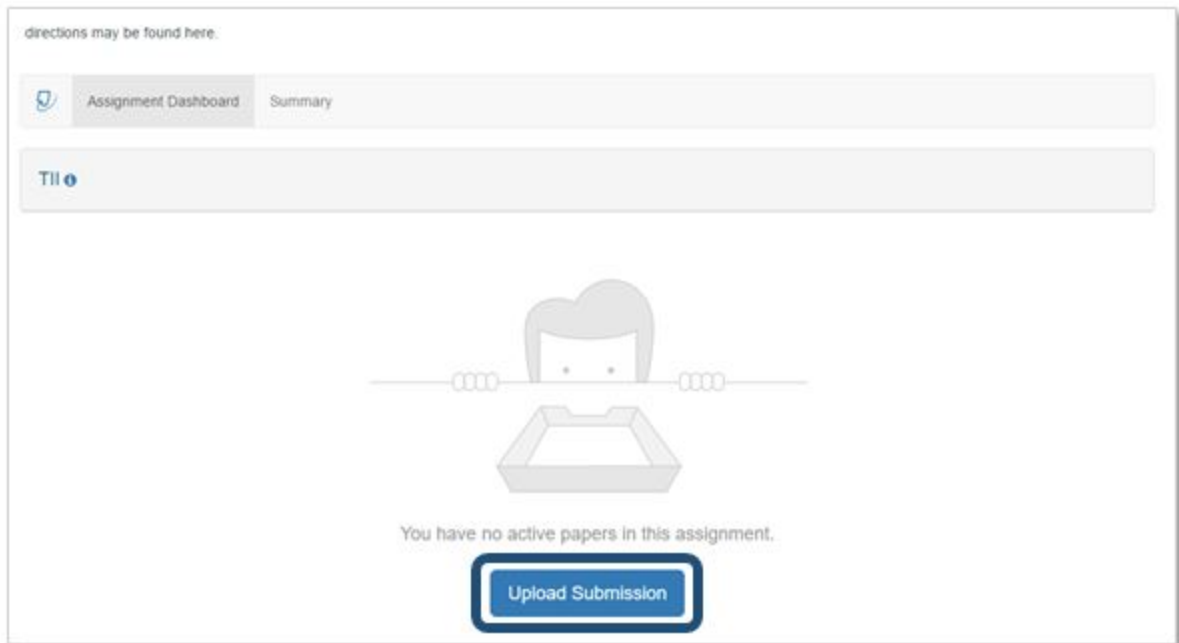 directions may be found here.
Assignment Dashboard Summary
TII
You have no active papers in this assignment.
Upload Submission